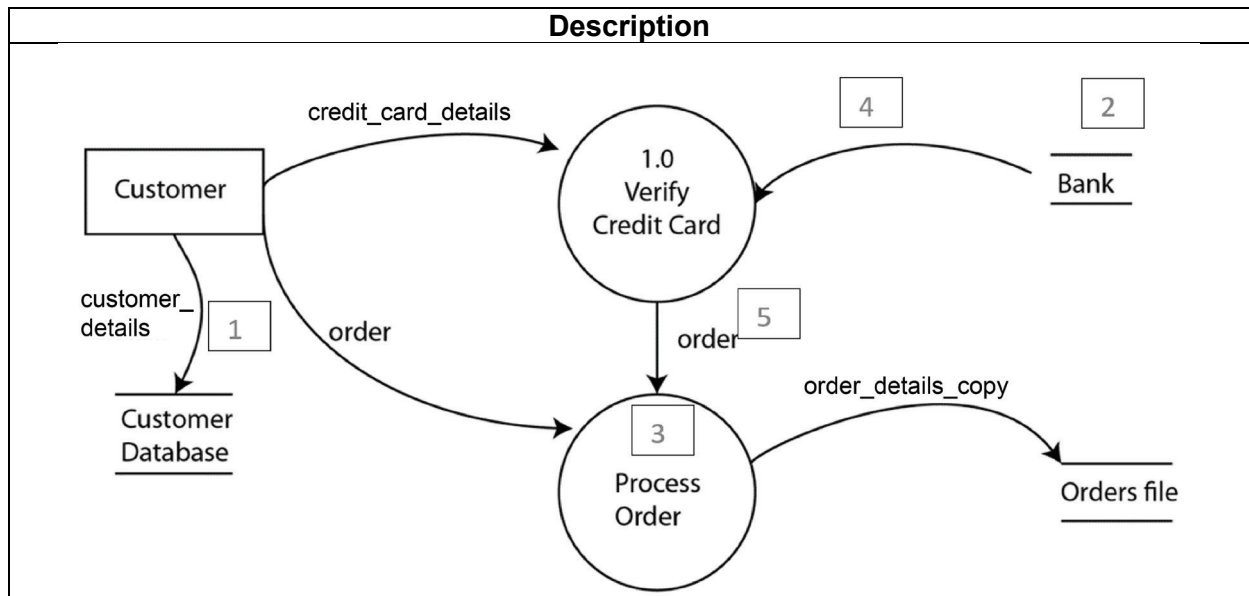 Description
credit_card_details
4
2
1.0
Verify
Credit Card
Customer
Bank
customer_
details
1
order
5
order
order_details_copy
Customer
Database
3
Process
Order
Orders file